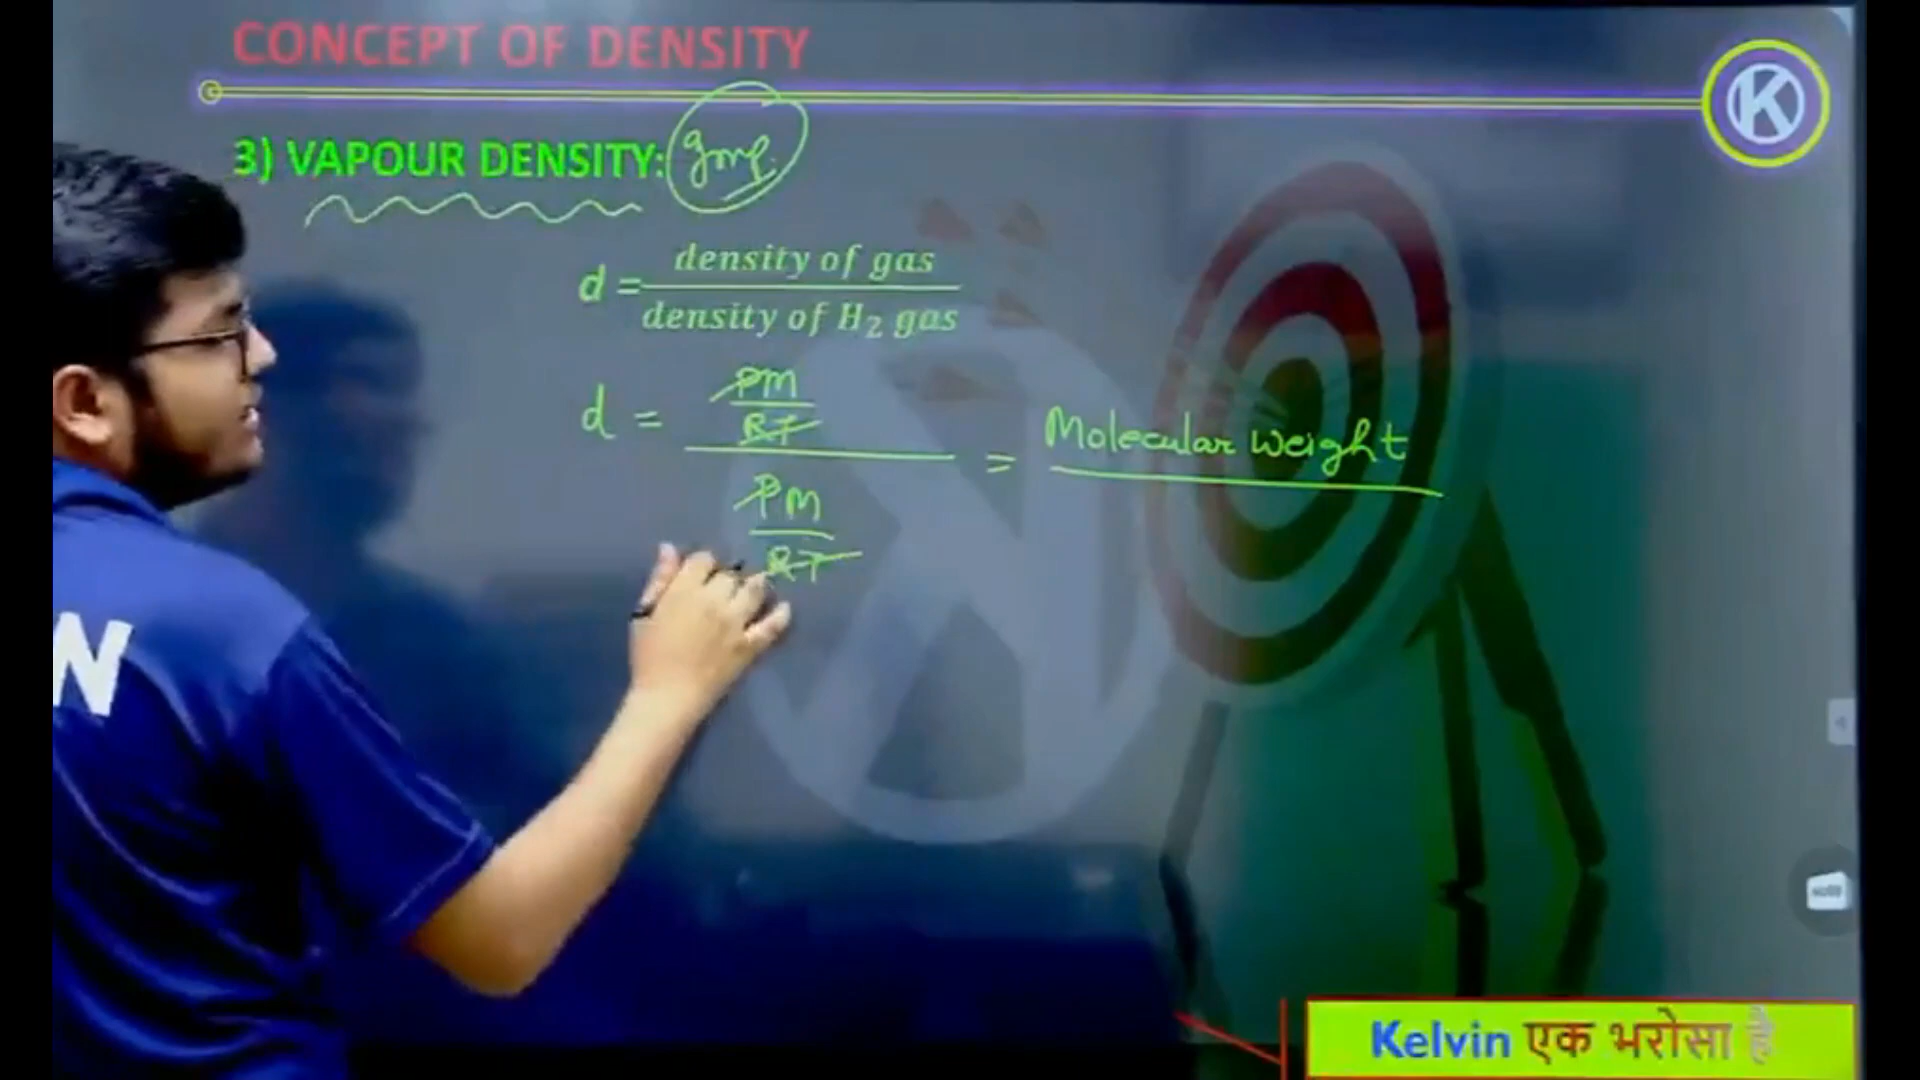 CONCEPT OF DENSITY
K
3) VAPOUR DENSITY: Imp.
d = density of gas
density of H₂ gas
d = PM
RT
PM
RT
= Molecular weight
W
Kelvin एक भरोसा है